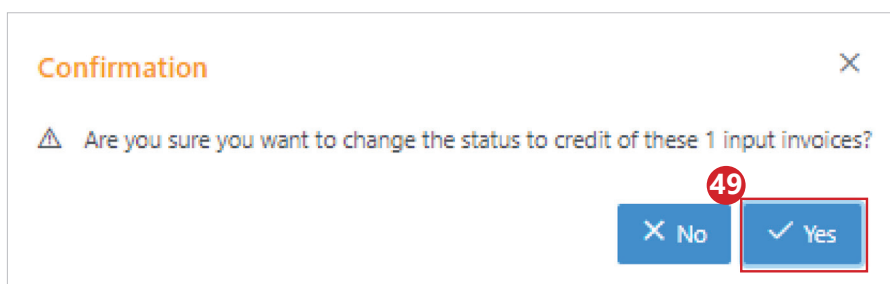 Confirmation
Are you sure you want to change the status to credit of these 1 input invoices?
49
No
Yes